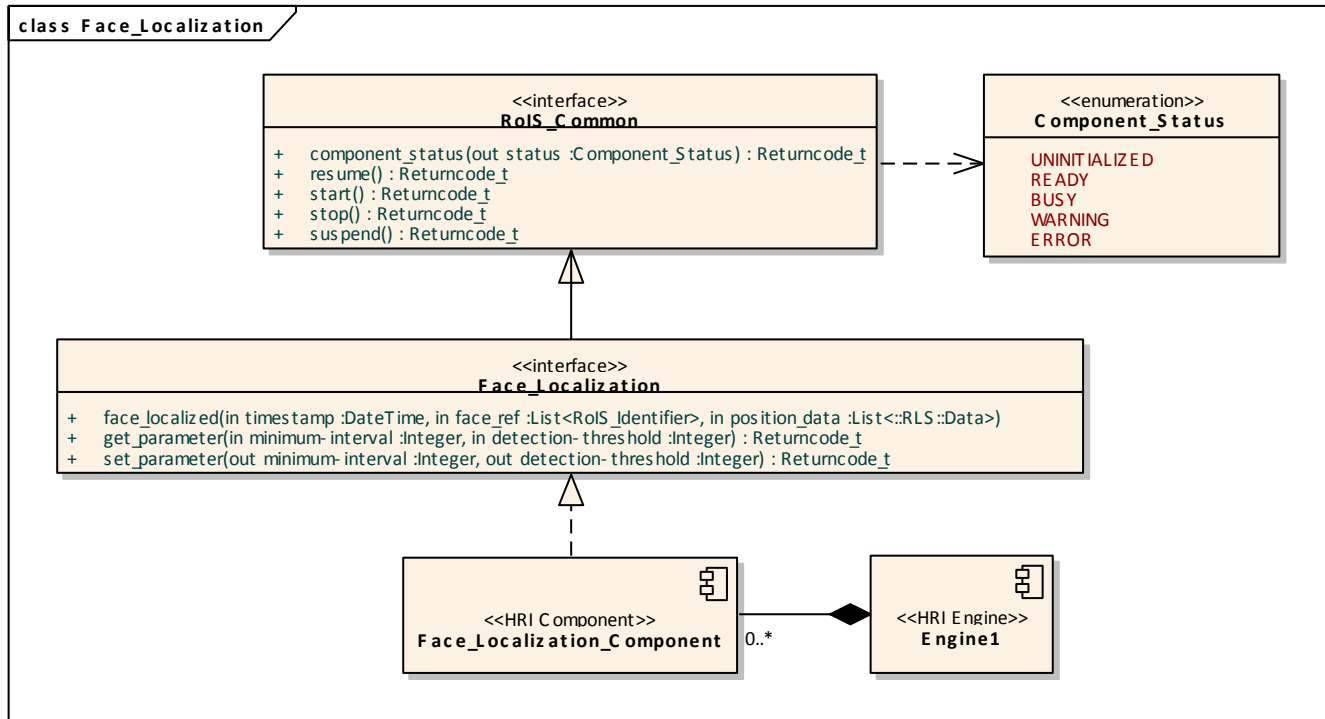 class Face_Localization
<<interface>>
RoIS_Common
+ component_status(out status :Component_Status) : Returncode_t
+ resume() : Returncode_t
+ start() : Returncode_t
+ stop() : Returncode_t
+ suspend() : Returncode_t
<<enumeration>>
Component_Status
UNINITIALIZED
READY
BUSY
WARNING
ERROR
<<interface>>
Face_Localization
+ face_localized(in timestamp :DateTime, in face_ref :List<RoIS_Identifier>, in position_data :List<::RLS::Data>)
+ get_parameter(in minimum-interval :Integer, in detection-threshold :Integer) : Returncode_t
+ set_parameter(out minimum-interval :Integer, out detection-threshold :Integer) : Returncode_t
<<HRI Component>>
Face_Localization_Component
0..*
<<HRI Engine>>
Engine1